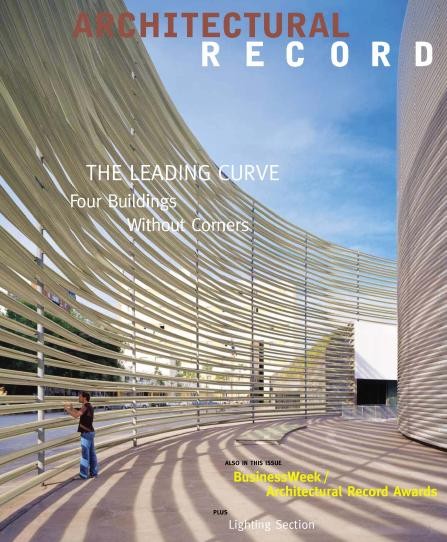 ARCHITECTURAL
RECORD
THE LEADING CURVE
Four Buildings
Without Corners
ALSO IN THIS ISSUE
BusinessWeek/
Architectural Record Awards
PLUS
Lighting Section